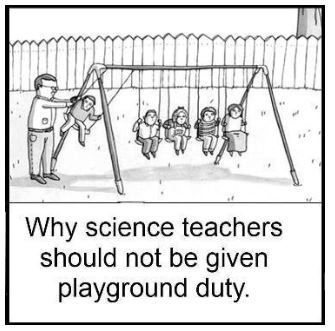 Why science teachers
should not be given
playground duty.